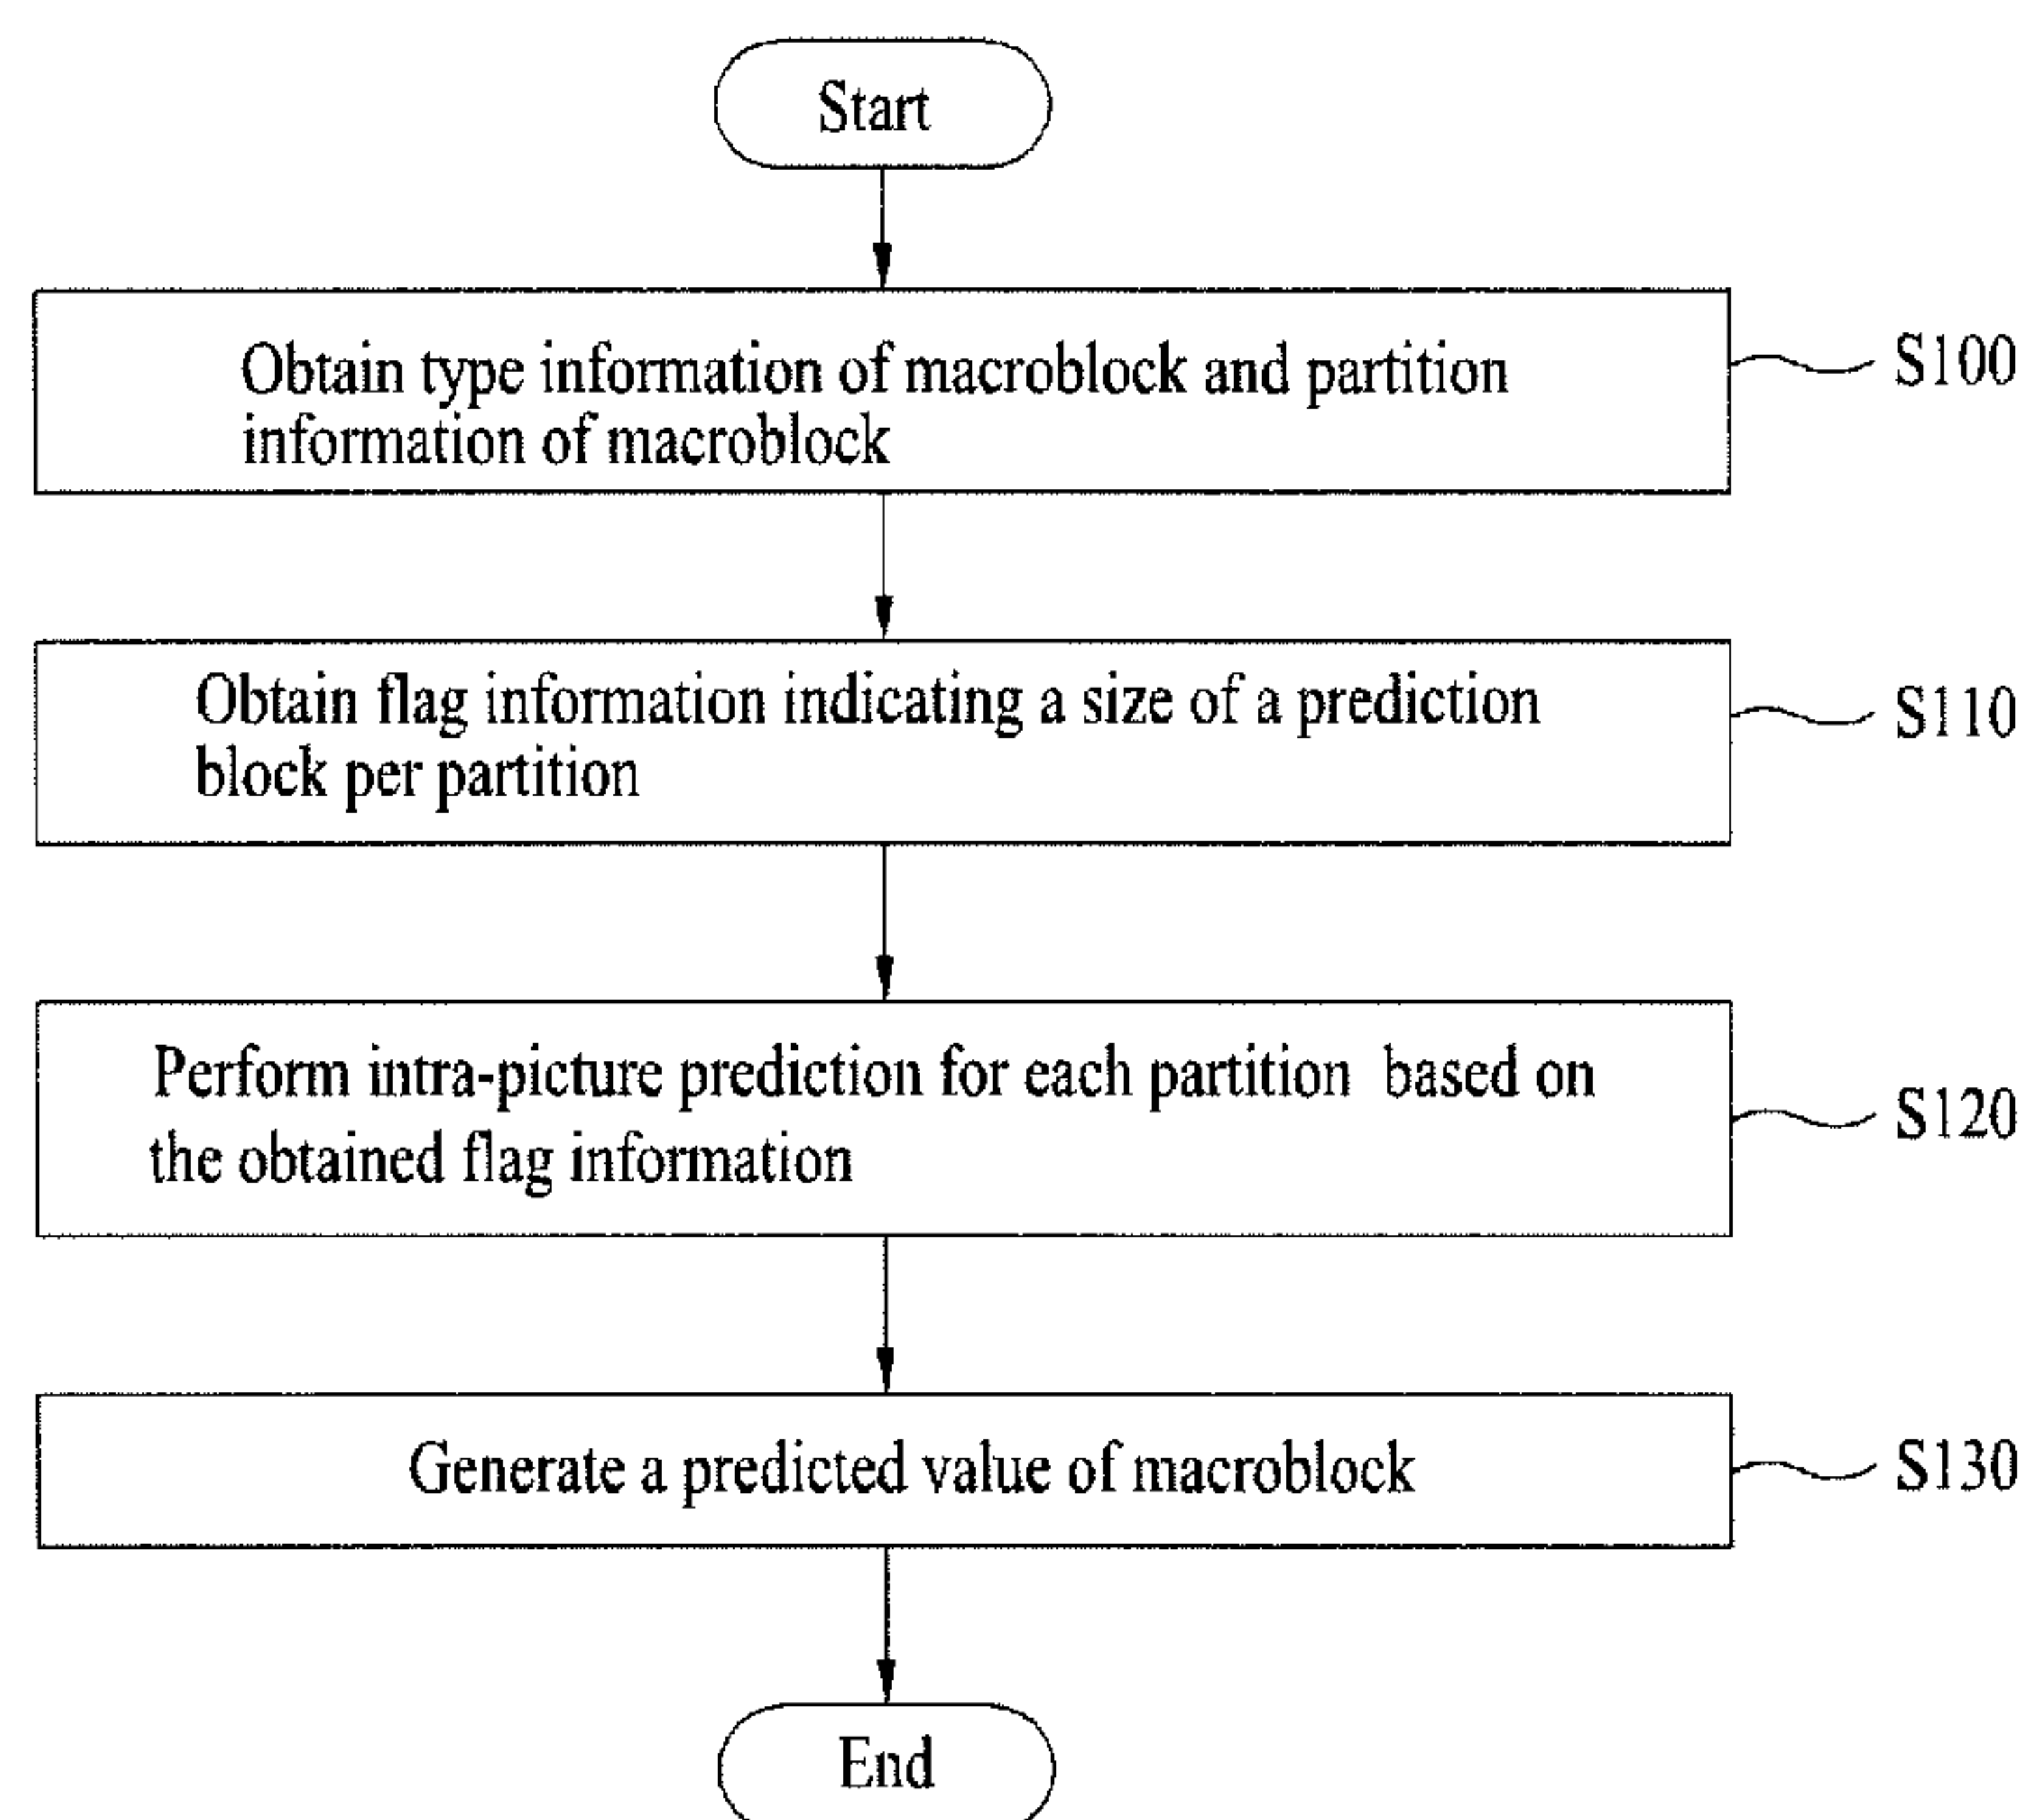 Start
Obtain type information of macroblock and partition
information of macroblock
S100
Obtain flag information indicating a size of a prediction
block per partition
S110
Perform intra-picture prediction for each partition based on
the obtained flag information
S120
Generate a predicted value of macroblock
S130
End